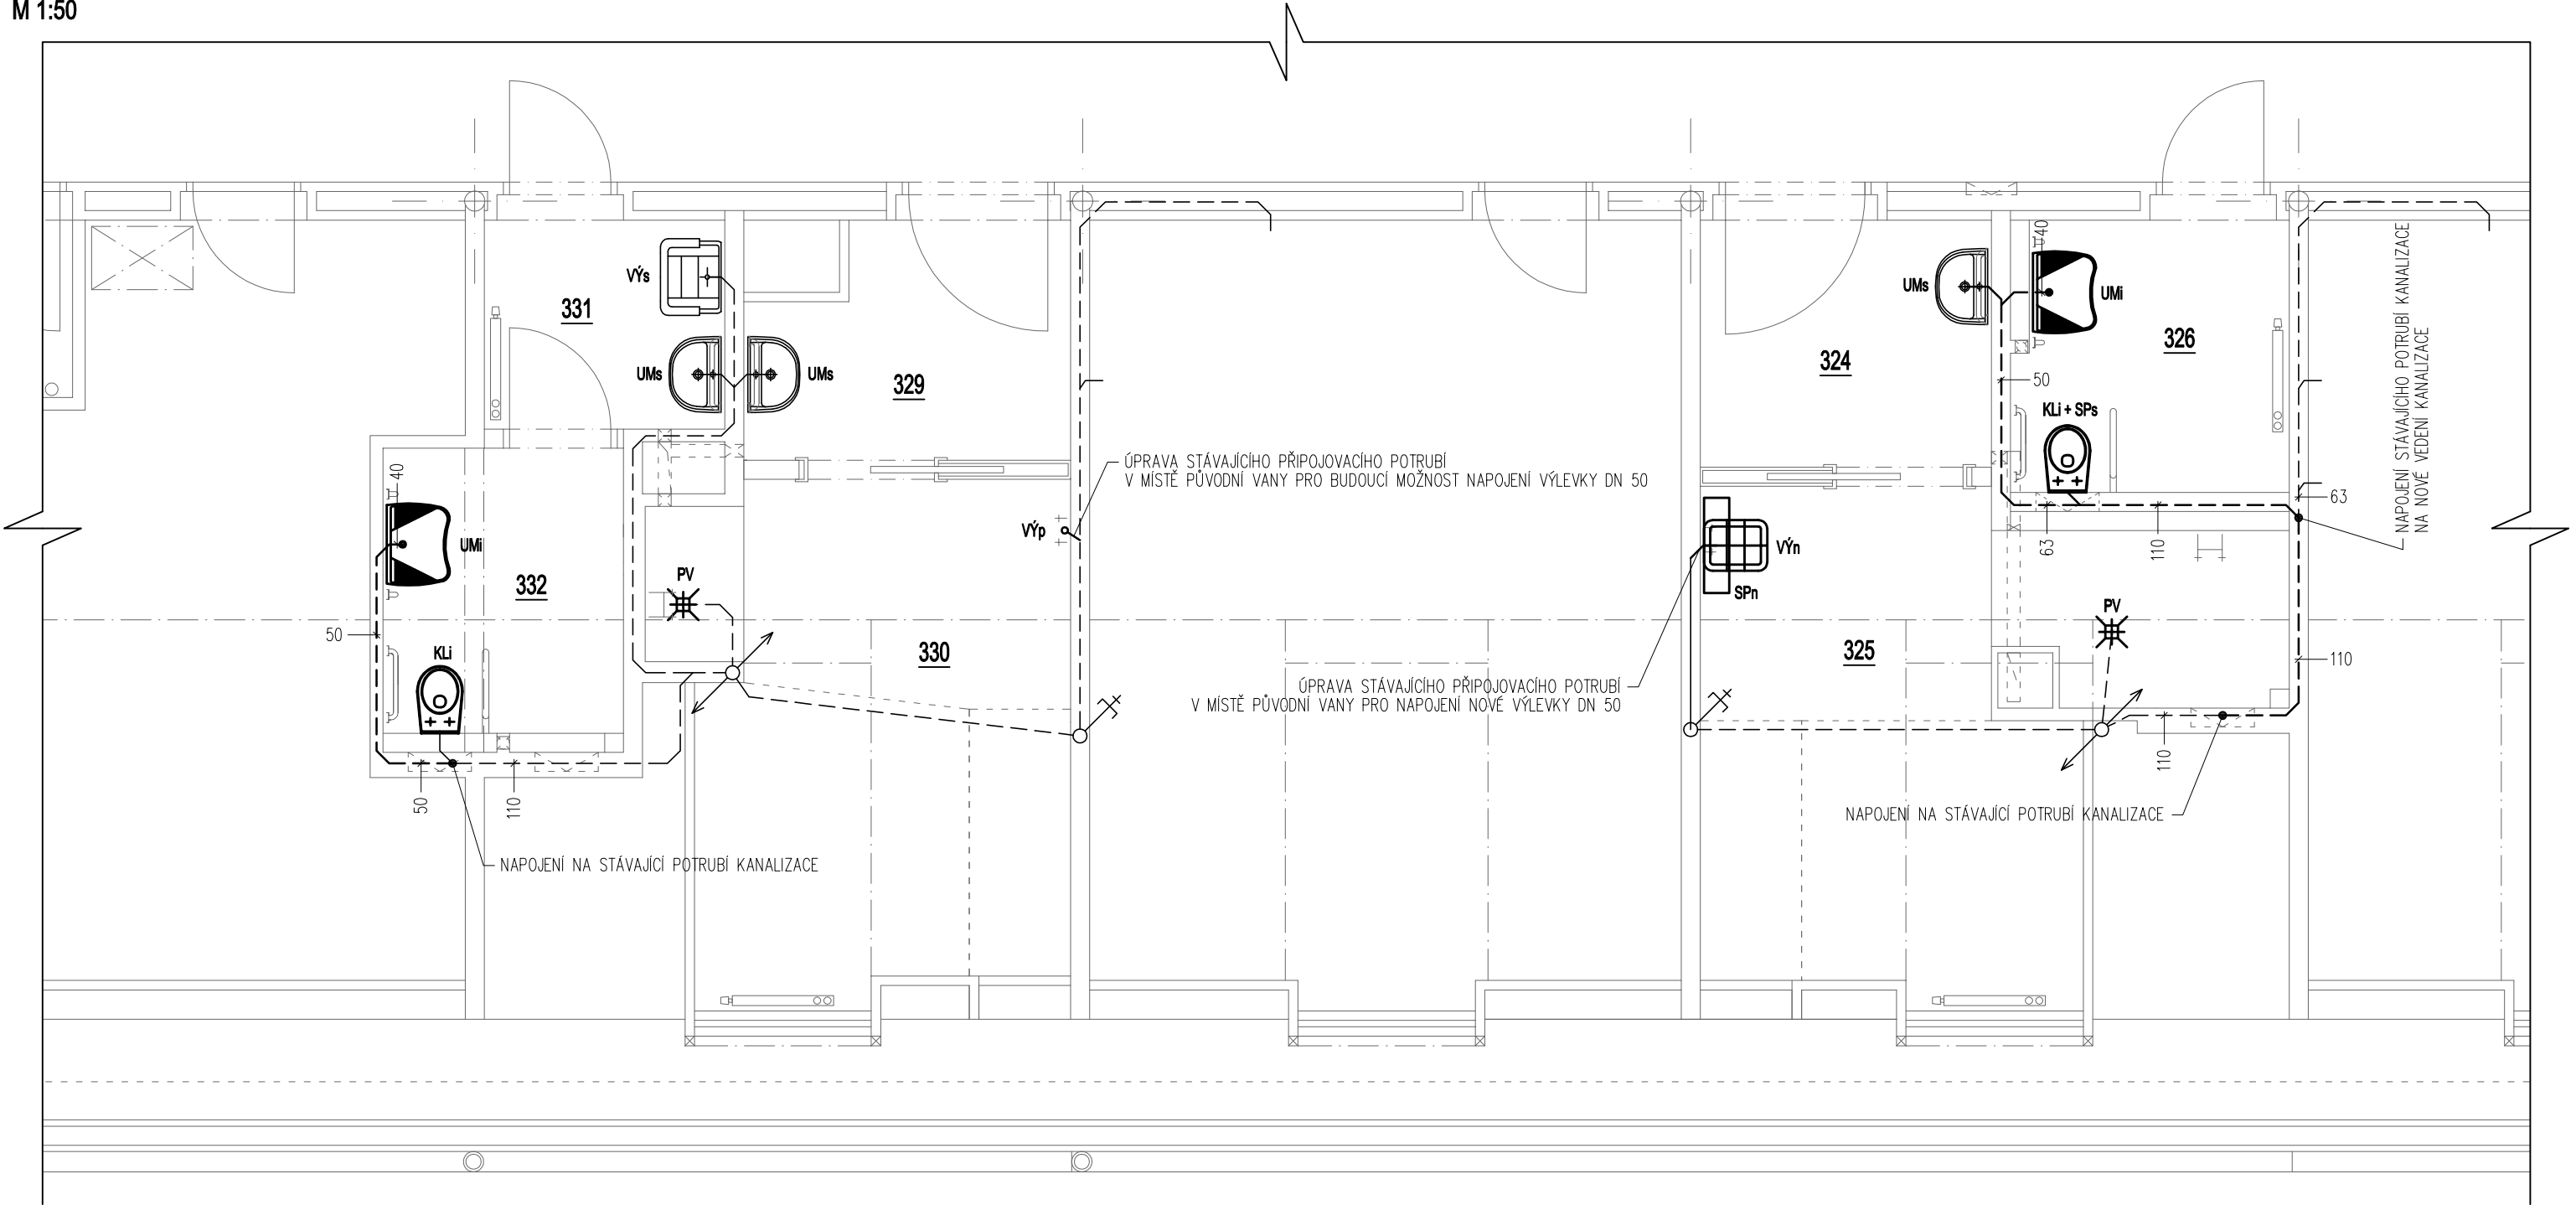 M 1:50
VÝs
331
UMs
UMs
329
40
UMi
332
PV
50
KLi
50
110
330
VÝp
ÚPRAVA STÁVAJÍCÍHO PŘIPOJOVACÍHO POTRUBÍ
V MÍSTĚ PŮVODNÍ VANY PRO BUDOUCÍ MOŽNOST NAPOJENÍ VÝLEVKY DN 50
NAPOJENÍ NA STÁVAJÍCÍ POTRUBÍ KANALIZACE
ÚPRAVA STÁVAJÍCÍHO PŘIPOJOVACÍHO POTRUBÍ
V MÍSTĚ PŮVODNÍ VANY PRO NAPOJENÍ NOVÉ VÝLEVKY DN 50
UMs
324
40
UMi
326
50
KLi + SPs
63
63
110
VÝn
SPn
325
PV
110
110
NAPOJENÍ NA STÁVAJÍCÍ POTRUBÍ KANALIZACE
NAPOJENÍ STÁVAJÍCÍHO POTRUBÍ KANALIZACE
NA NOVÉ VEDENÍ KANALIZACE